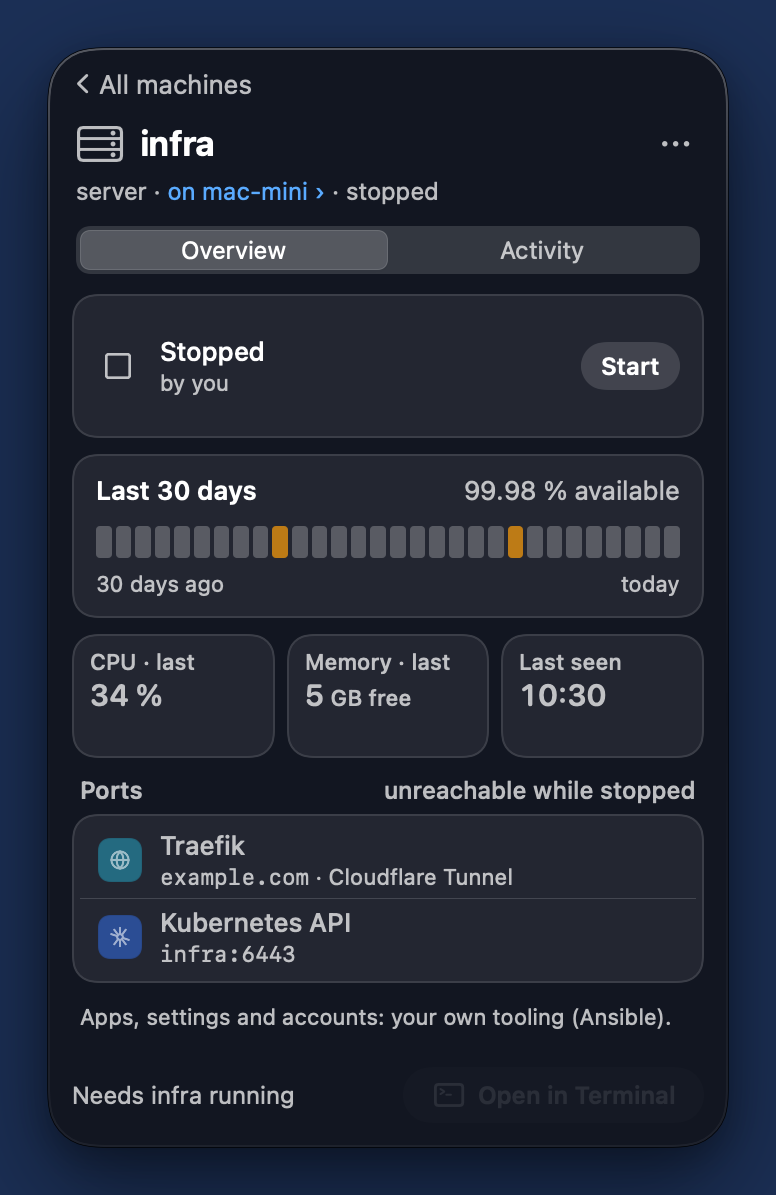 All machines
infra
server · on mac-mini › · stopped
Overview
Activity
Stopped
by you
Start
Last 30 days
99.98 % available
30 days ago
today
CPU · last
34 %
Memory · last
5 GB free
Last seen
10:30
Ports
unreachable while stopped
Traefik
example.com · Cloudflare Tunnel
Kubernetes API
infra:6443
Apps, settings and accounts: your own tooling (Ansible).
Needs infra running
Open in Terminal